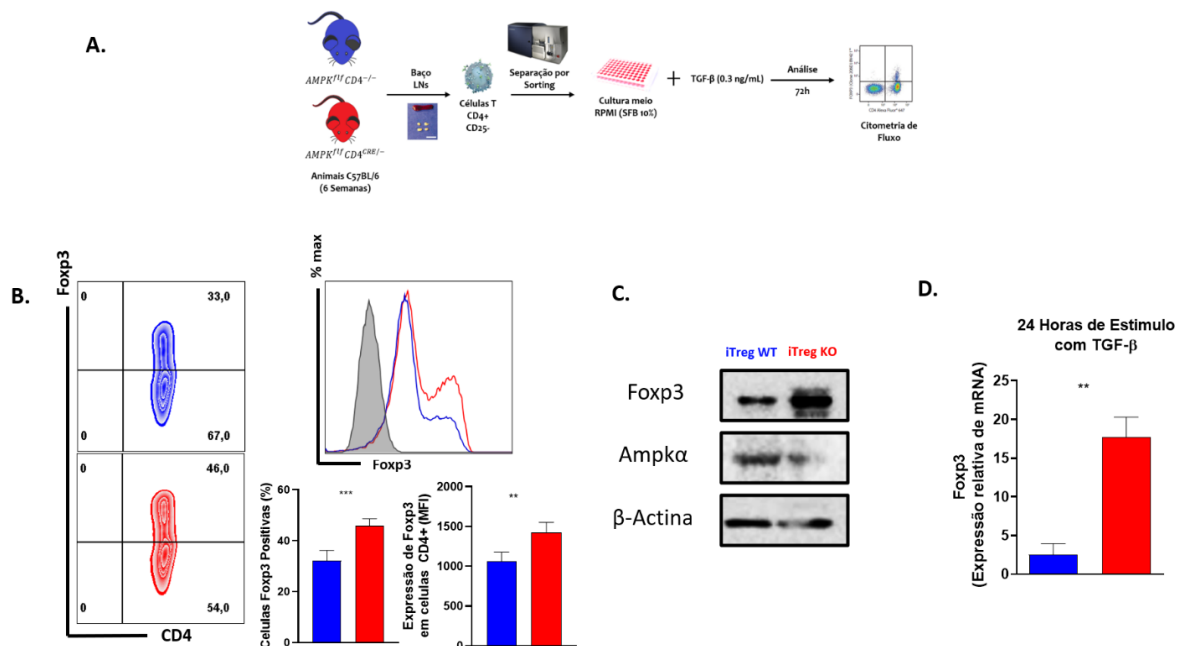 A.
AMPK^{f/f} CD4^{-/-}
AMPK^{f/f} CD4^{CRE/-}
Animais C57BL/6
(6 Semanas)
Baço
LNs
Células T
CD4+
CD25-
Separação por
Sorting
Cultura meio
RPMI (SFB 10%)
+
TGF-β (0.3 ng/mL)
Análise
72h
Citometria de
Fluxo
B.
Foxp3
0
33,0
0
67,0
0
46,0
0
54,0
CD4
% max
Foxp3
Celulas Foxp3 Positivas (%)
60
40
20
0
***
Expressão de Foxp3
em celulas CD4+ (MFI)
2000
1500
1000
500
0
**
C.
iTreg WT
iTreg KO
Foxp3
Ampkα
β-Actina
D.
24 Horas de Estimulo
com TGF-β
Foxp3
(Expressão relativa de mRNA)
25
20
15
10
5
0
**